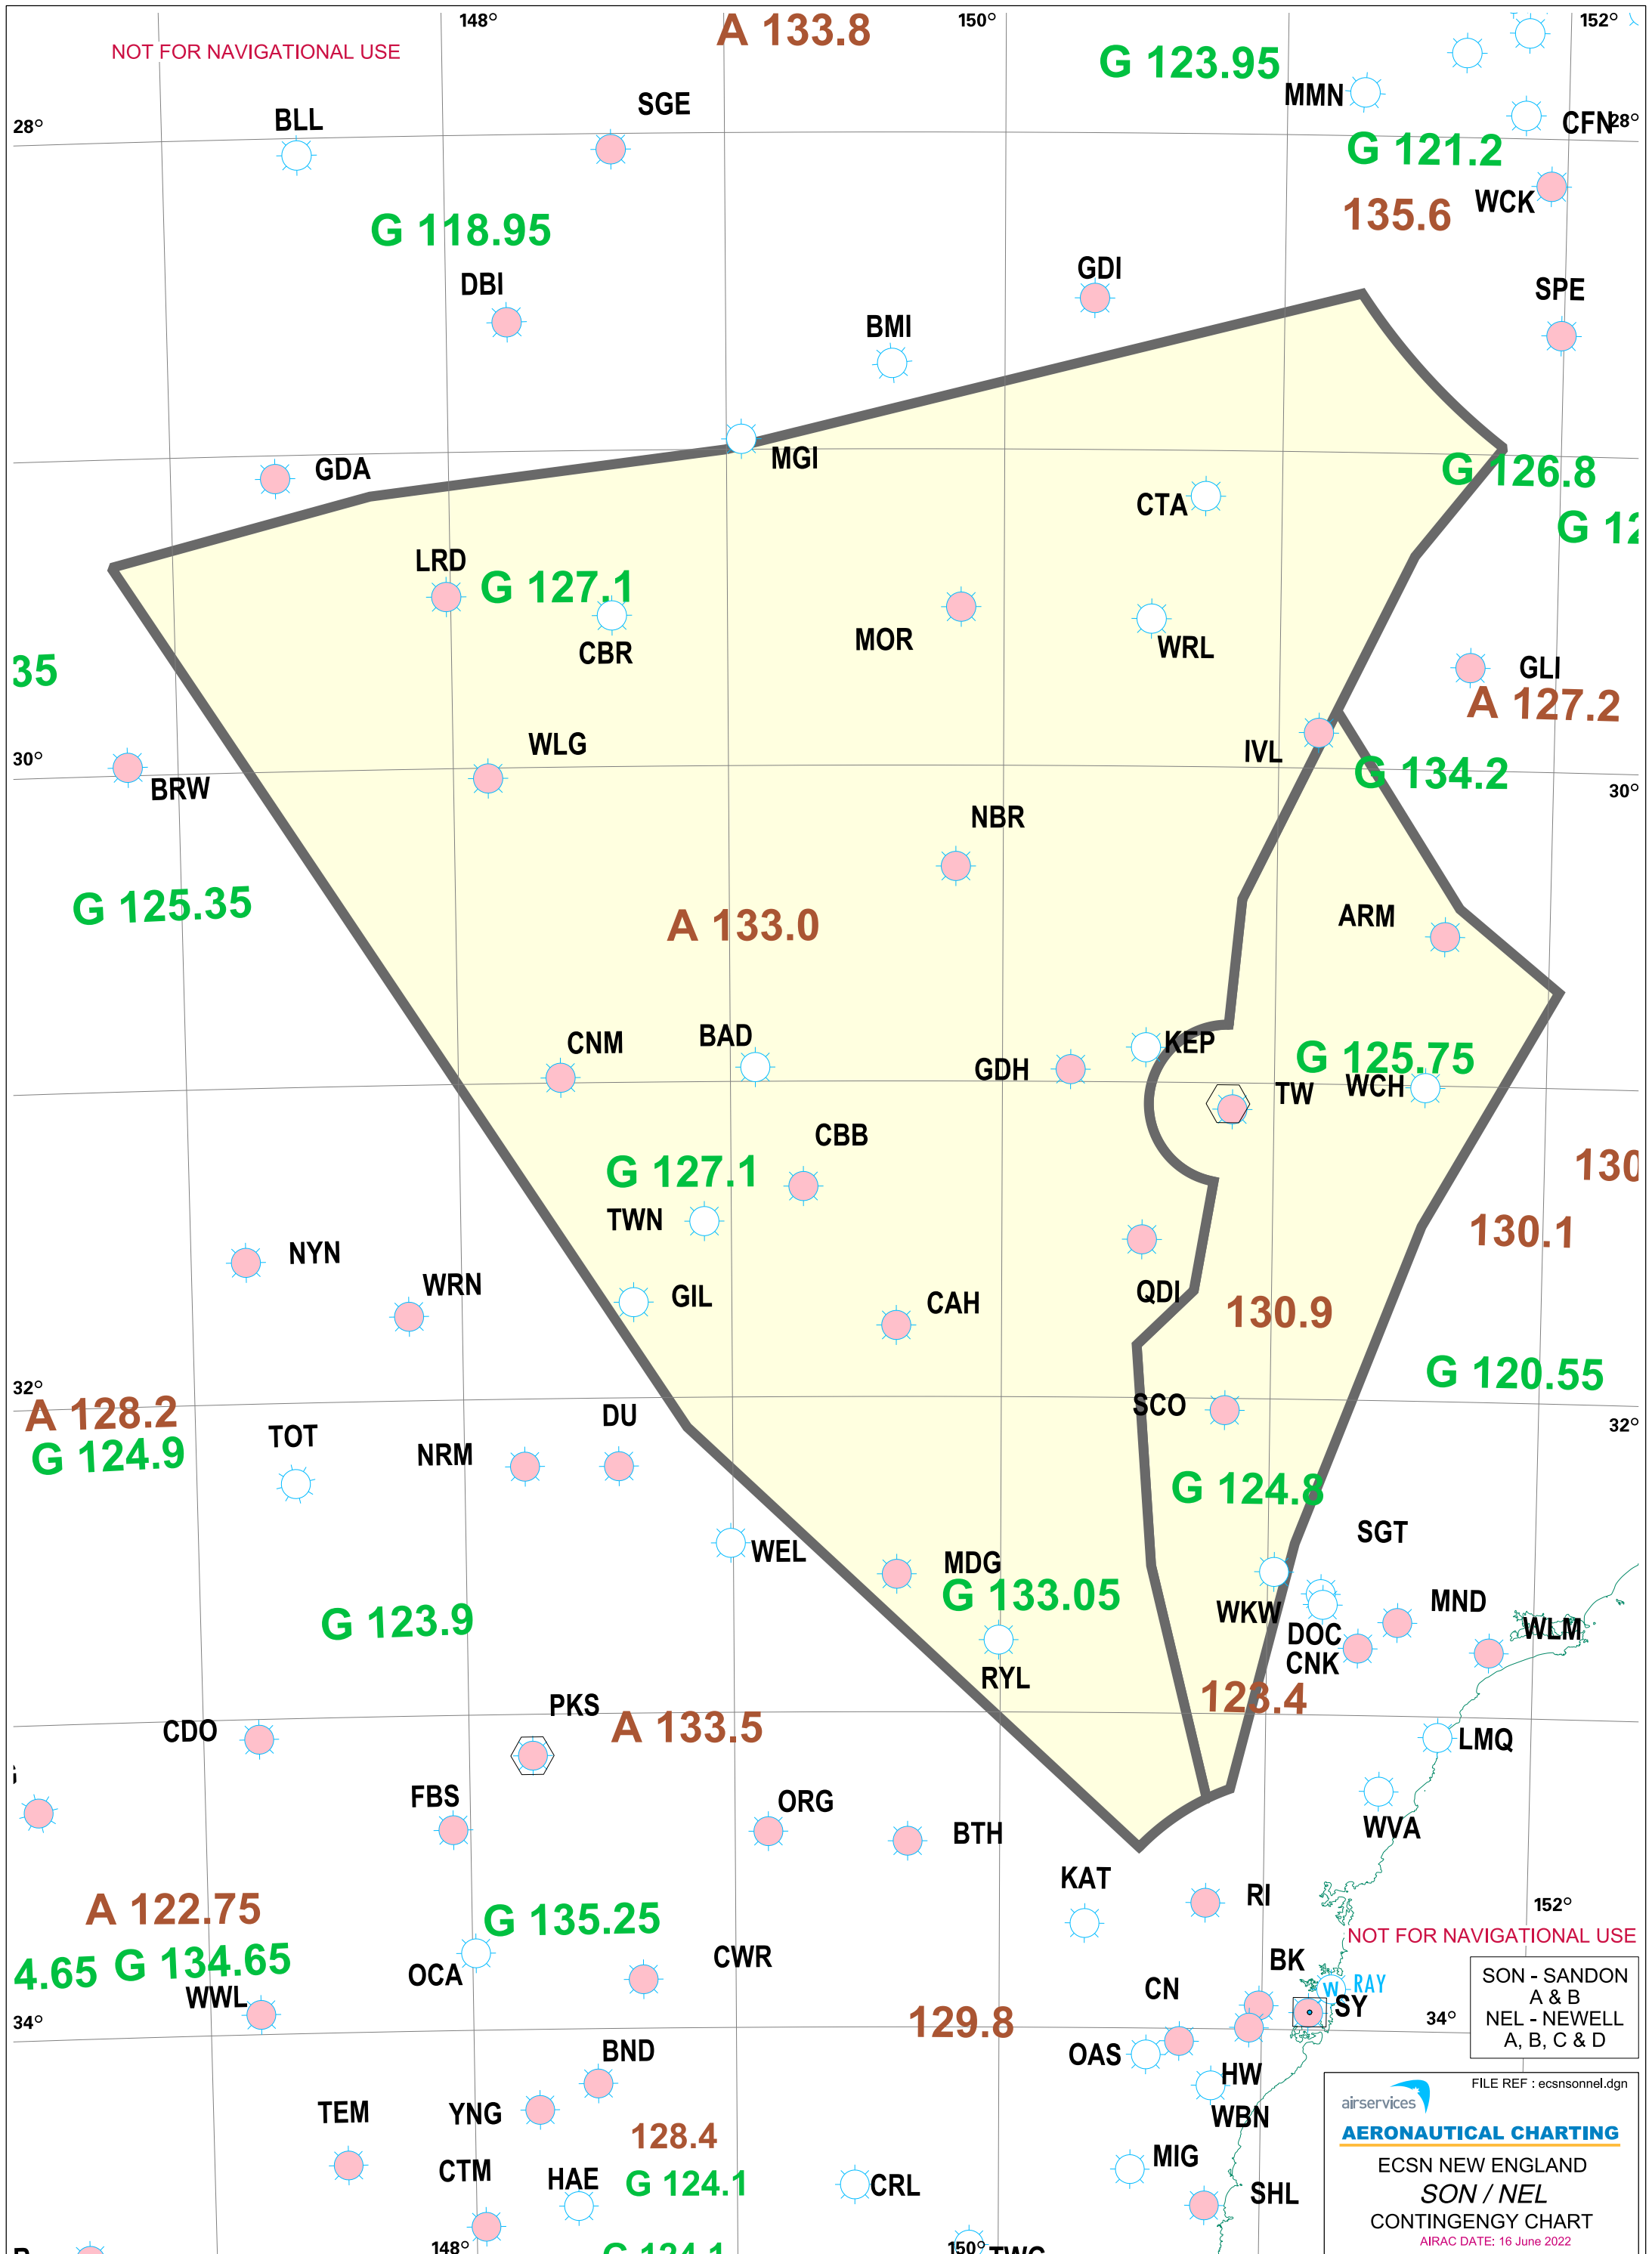 148°
150°
152°
A 133.8
NOT FOR NAVIGATIONAL USE
G 123.95
MMN
SGE
BLL
28°
CFN
28°
G 121.2
WCK
135.6
G 118.95
DBI
GDI
SPE
BMI
MGI
GDA
G 126.8
CTA
G 12
LRD
G 127.1
CBR
MOR
WRL
35
GLI
A 127.2
WLG
IVL
30°
G 134.2
BRW
30°
NBR
G 125.35
A 133.0
ARM
CNM
BAD
KEP
GDH
G 125.75
TW
WCH
CBB
G 127.1
130
TWN
130.1
NYN
WRN
GIL
CAH
QDI
130.9
G 120.55
32°
A 128.2
SCO
DU
32°
TOT
G 124.9
NRM
G 124.8
SGT
WEL
MDG
G 133.05
MND
WKW
G 123.9
DOC
WLM
CNK
RYL
123.4
PKS
A 133.5
CDO
LMQ
FBS
ORG
WVA
BTH
KAT
RI
152°
A 122.75
G 135.25
NOT FOR NAVIGATIONAL USE
4.65 G 134.65
OCA
CWR
BK
CN
W RAY
SY
WWL
34°
129.8
34°
SON - SANDON
A & B
NEL - NEWELL
A, B, C & D
BND
OAS
HW
WBN
TEM
YNG
128.4
CTM
HAE
G 124.1
CRL
MIG
SHL
FILE REF : ecsnsonnel.dgn
airservices
AERONAUTICAL CHARTING
ECSN NEW ENGLAND
SON / NEL
CONTINGENGY CHART
AIRAC DATE: 16 June 2022
148°
G 124.1
150°
TWG